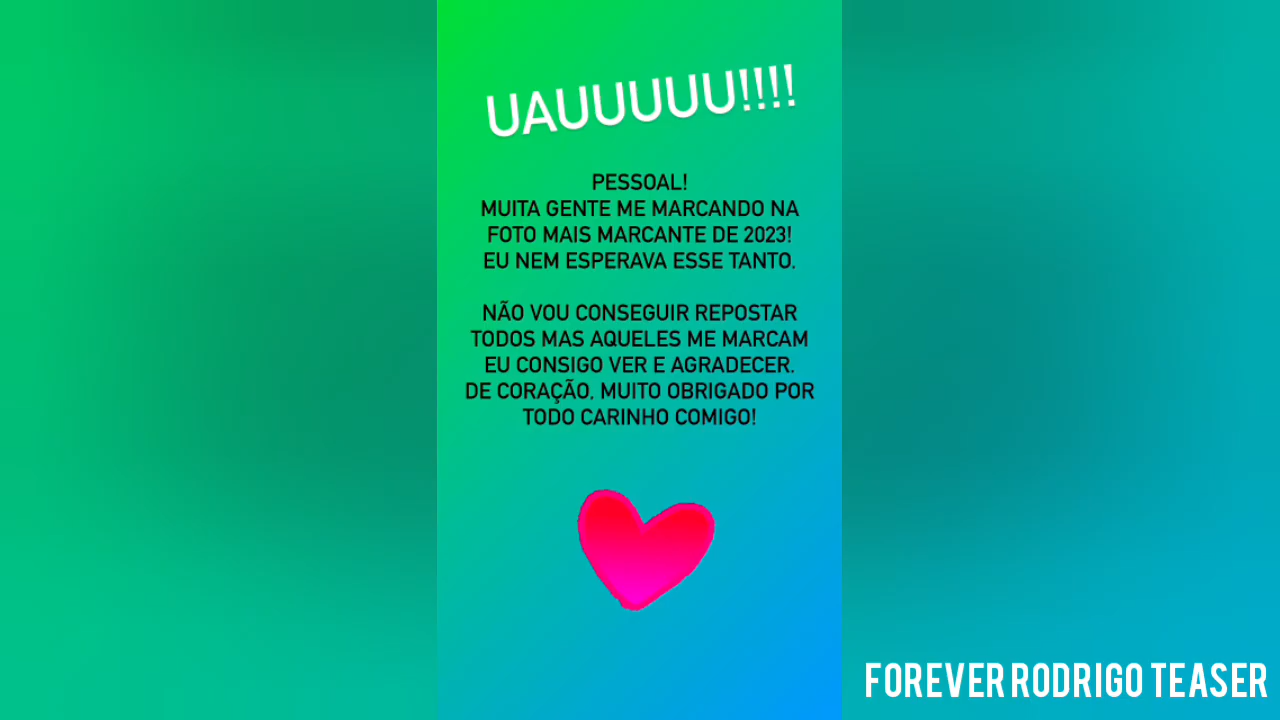 UAUUUUU!!!!
PESSOAL!
MUITA GENTE ME MARCANDO NA
FOTO MAIS MARCANTE DE 2023!
EU NEM ESPERAVA ESSE TANTO.
NÃO VOU CONSEGUIR REPOSTAR
TODOS MAS AQUELES ME MARCAM
EU CONSIGO VER E AGRADECER.
DE CORAÇÃO, MUITO OBRIGADO POR
TODO CARINHO COMIGO!
FOREVER RODRIGO TEASER